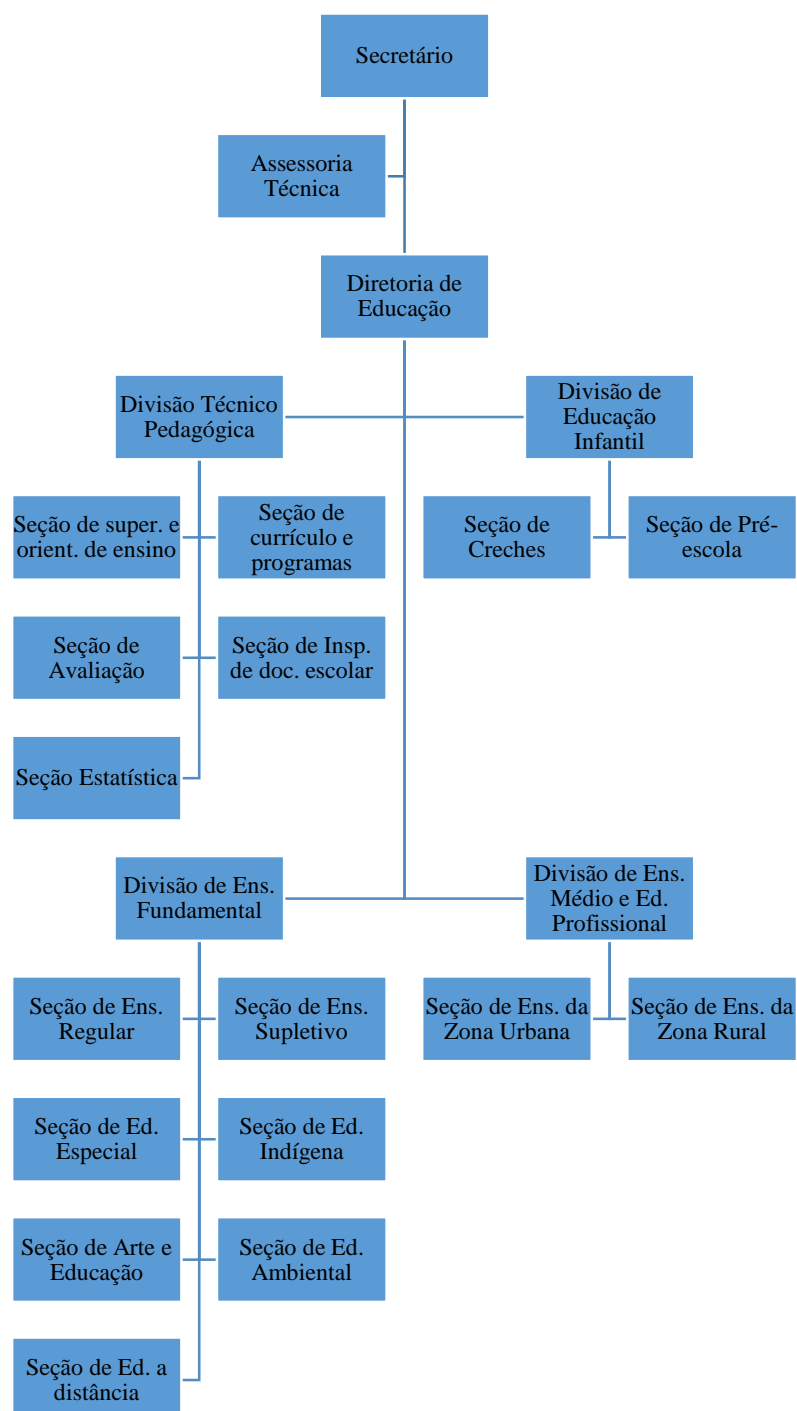 Secretário
Assessoria
Técnica
Diretoria de
Educação
Divisão Técnico
Pedagógica
Divisão de
Educação
Infantil
Seção de super. e
orient. de ensino
Seção de
currículo e
programas
Seção de
Creches
Seção de Pré-
escola
Seção de
Avaliação
Seção de Insp.
de doc. escolar
Seção Estatística
Divisão de Ens.
Fundamental
Divisão de Ens.
Médio e Ed.
Profissional
Seção de Ens.
Regular
Seção de Ens.
Supletivo
Seção de Ens. da
Zona Urbana
Seção de Ens. da
Zona Rural
Seção de Ed.
Especial
Seção de Ed.
Indígena
Seção de Arte e
Educação
Seção de Ed.
Ambiental
Seção de Ed. a
distância